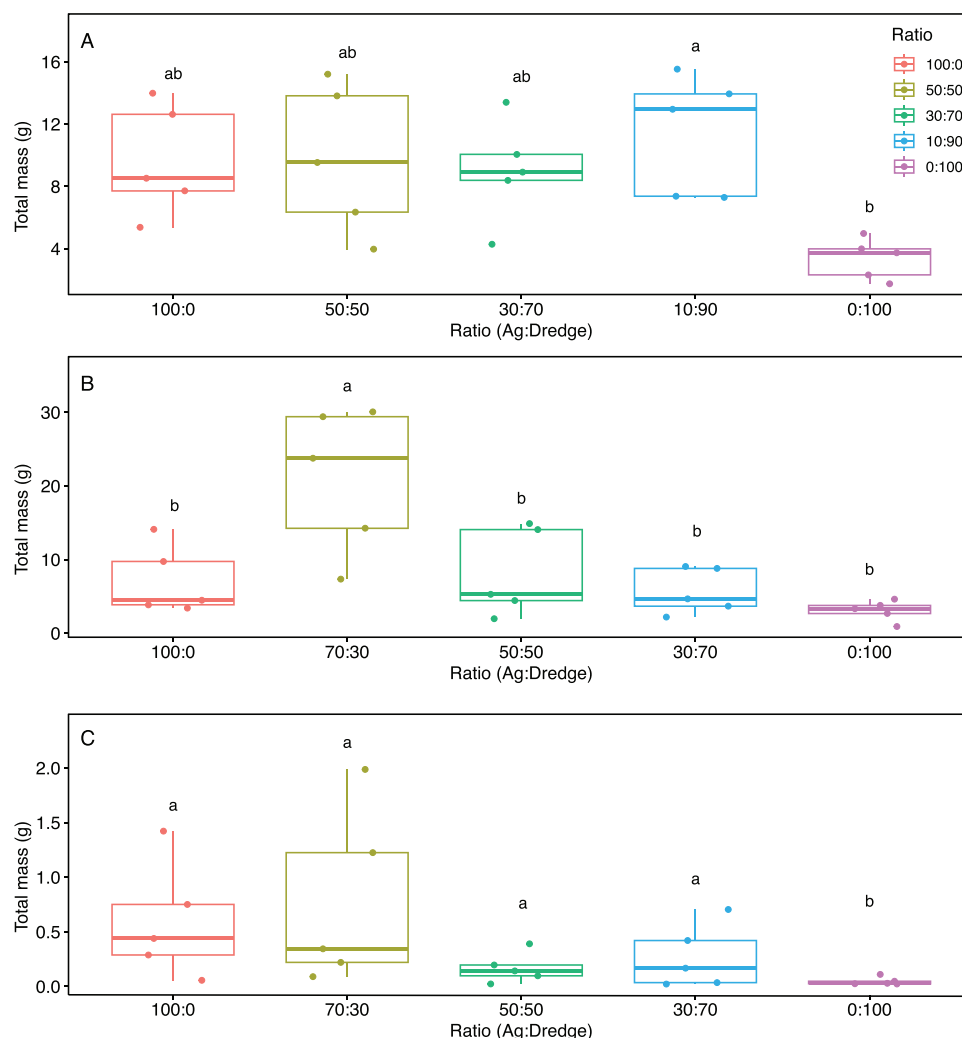 A
Ratio
100:0
50:50
30:70
10:90
0:100
ab
ab
ab
a
b
Total mass (g)
16
12
8
4
100:0 50:50 30:70 10:90 0:100
Ratio (Ag:Dredge)
B
b
a
b
b
b
Total mass (g)
30
20
10
0
100:0 70:30 50:50 30:70 0:100
Ratio (Ag:Dredge)
C
a
a
a
a
b
Total mass (g)
2.0
1.5
1.0
0.5
0.0
100:0 70:30 50:50 30:70 0:100
Ratio (Ag:Dredge)